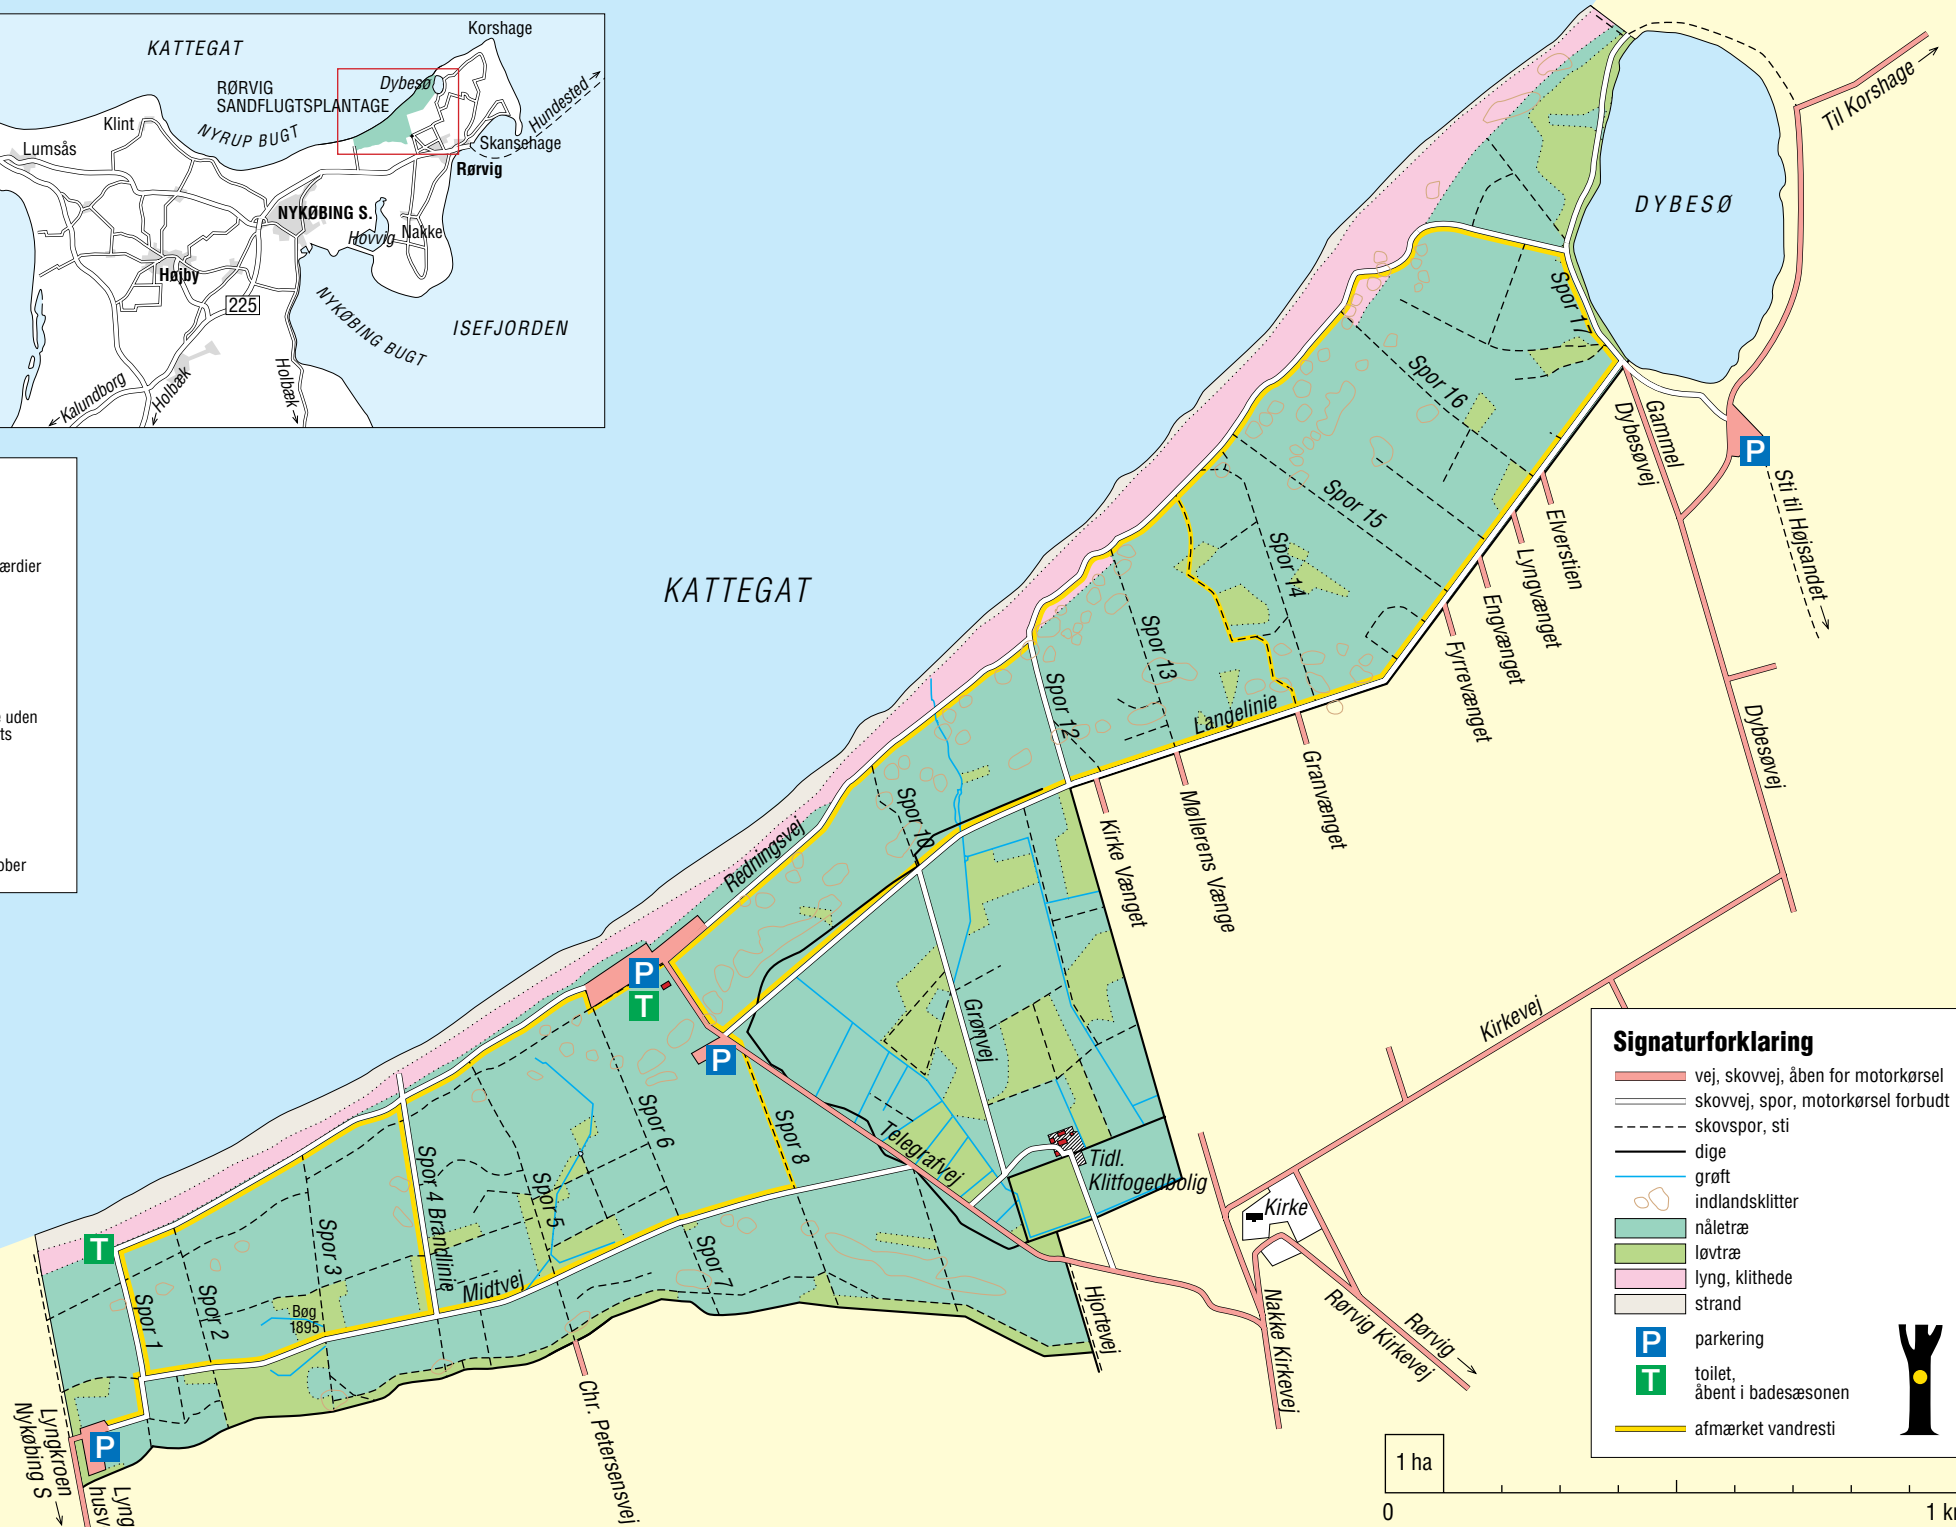 KATTEGAT
Korshage
RØRVIG
SANDFLUGTSPLANTAGE
Dybesø
Hundested
Klint
NYRUP BUGT
Lumsås
Skansehage
Rørvig
NYKØBING S.
Hovvig
Nakke
Højby
225
NYKØBING BUGT
ISEFJORDEN
Kalundborg
Holbæk
Holbæk
ærdier
uden
ts
ober
KATTEGAT
DYBESØ
Til Korshage
Spor 17
Spor 16
Spor 15
Spor 14
Spor 13
Spor 12
Spor 10
Langelinie
Gammel
Dybesøvej
P
Sti til Højsandet
Elverstien
Lyngvænget
Engvænget
Fyrrevænget
Granvænget
Møllerens Vænge
Kirke Vænget
Dybesøvej
Redningsvej
P
T
P
Grønvej
Kirkevej
Spor 8
Spor 6
Spor 5
Spor 4 Brandlinie
Spor 3
Spor 2
Spor 1
Spor 7
Telegrafvej
Tidl.
Klitfogedbolig
Kirke
Midtvej
Bøg
1895
T
P
Hjortevej
Nakke Kirkevej
Rørvig Kirkevej
Rørvig
Chr. Petersensvej
Lyngkroen
Nykøbing S
Lyng
husv
Signaturforklaring
vej, skovvej, åben for motorkørsel
skovvej, spor, motorkørsel forbudt
skovspor, sti
dige
grøft
indlandsklitter
nåletræ
løvtræ
lyng, klithede
strand
P parkering
T toilet,
åbent i badesæsonen
afmærket vandresti
1 ha
0 1 k